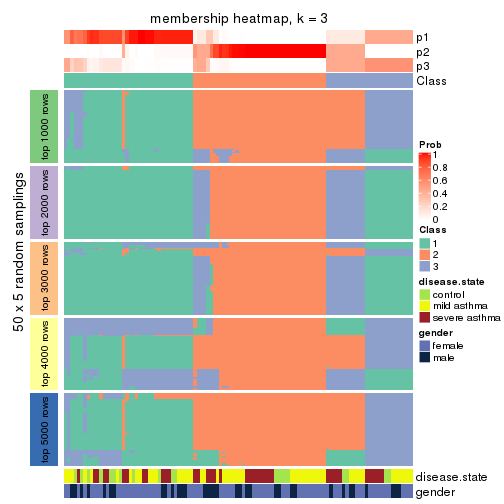 membership heatmap, k = 3
p1
p2
p3
Class
50 x 5 random samplings
top 1000 rows
top 2000 rows
top 3000 rows
top 4000 rows
top 5000 rows
Prob
1
0.8
0.6
0.4
0.2
0
Class
1
2
3
disease.state
control
mild asthma
severe asthma
gender
female
male
disease.state
gender